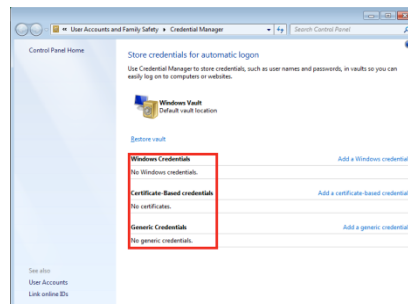 User Accounts and Family Safety
Credential Manager
Search Control Panel
Control Panel Home
Store credentials for automatic logon
Use Credential Manager to store credentials, such as user names and passwords, in vaults so you can
easily log on to computers or websites.
Windows Vault
Default vault location
Restore vault
Windows Credentials
Add a Windows credential
No Windows credentials.
Certificate-Based credentials
Add a certificate-based credential
No certificates.
Generic Credentials
Add a generic credential
No generic credentials.
See also
User Accounts
Link online IDs